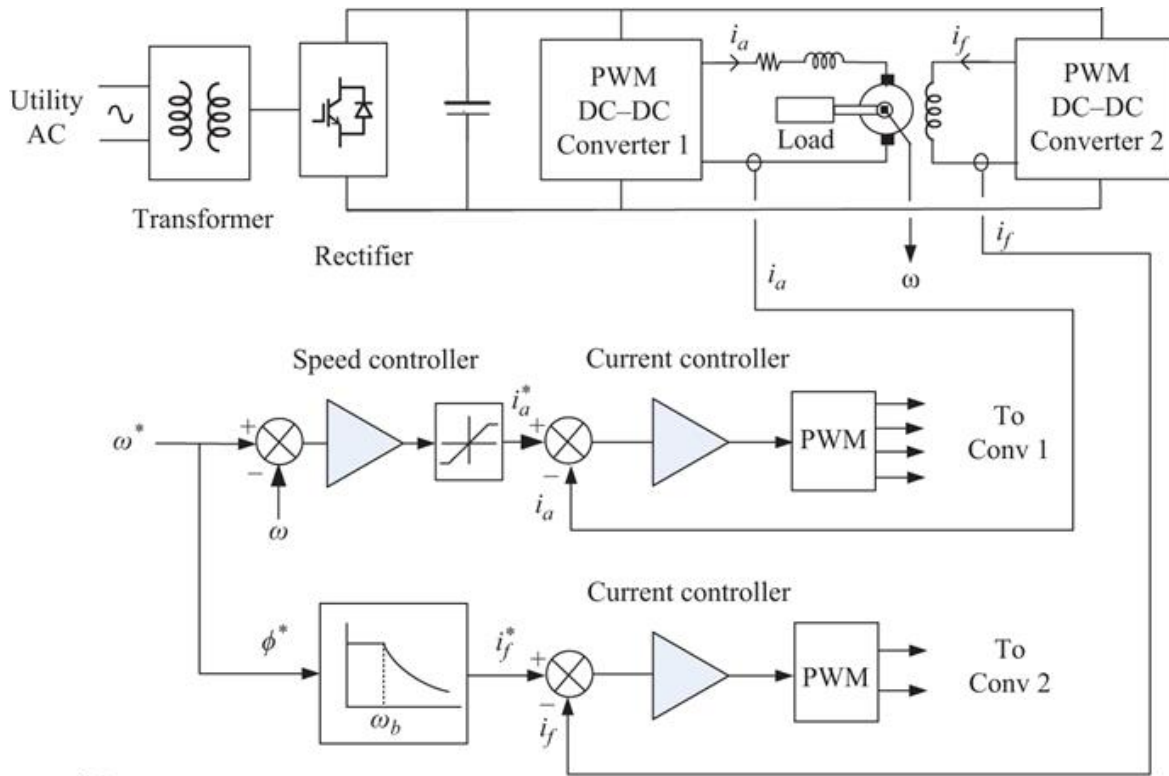 Utility
AC
Transformer
Rectifier
PWM
DC–DC
Converter 1
i_a
Load
i_f
PWM
DC–DC
Converter 2
i_a
ω
i_f
Speed controller
Current controller
ω*
+
−
ω
i_a*
+
−
i_a
PWM
To
Conv 1
Current controller
ϕ*
ω_b
i_f*
+
−
i_f
PWM
To
Conv 2